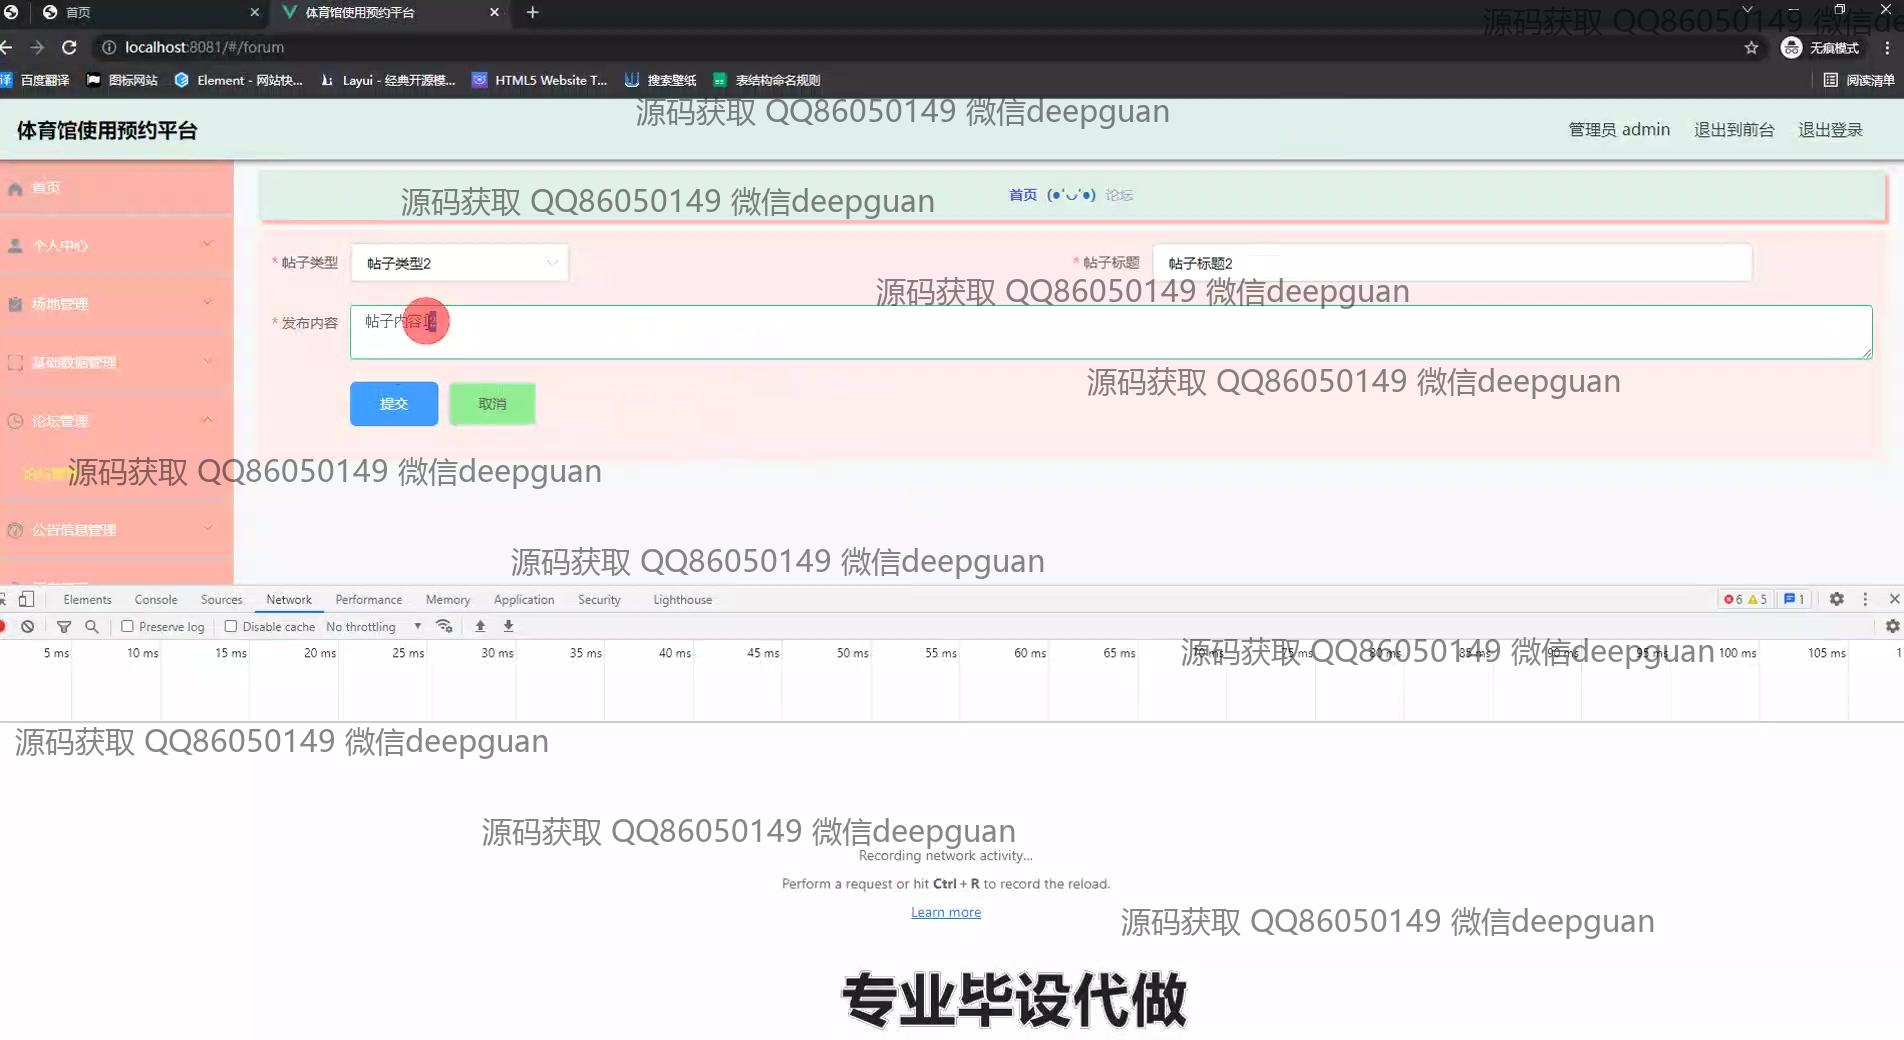 首页
体育馆使用预约平台
源码获取 QQ86050149 微信de
localhost:8081/#/forum
无痕模式
百度翻译
图标网站
Element - 网站快...
Layui - 经典开源模...
HTML5 Website T...
搜索壁纸
表结构命名规则
阅读清单
源码获取 QQ86050149 微信deepguan
体育馆使用预约平台
管理员 admin
退出到前台
退出登录
首页
源码获取 QQ86050149 微信deepguan
首页 (●'◡'●) 论坛
个人中心
* 帖子类型
帖子类型2
* 帖子标题
帖子标题2
源码获取 QQ86050149 微信deepguan
场地管理
* 发布内容
帖子内容
基础数据管理
源码获取 QQ86050149 微信deepguan
提交
取消
论坛管理
源码获取 QQ86050149 微信deepguan
公告信息管理
源码获取 QQ86050149 微信deepguan
Elements Console Sources Network Performance Memory Application Security Lighthouse
6 5 1
Preserve log Disable cache No throttling
5 ms 10 ms 15 ms 20 ms 25 ms 30 ms 35 ms 40 ms 45 ms 50 ms 55 ms 60 ms 65 ms 70 ms 75 ms 80 ms 85 ms 90 ms 95 ms 100 ms 105 ms 1
源码获取 QQ86050149 微信deepguan
源码获取 QQ86050149 微信deepguan
源码获取 QQ86050149 微信deepguan
Recording network activity...
Perform a request or hit Ctrl + R to record the reload.
Learn more
源码获取 QQ86050149 微信deepguan
专业毕设代做